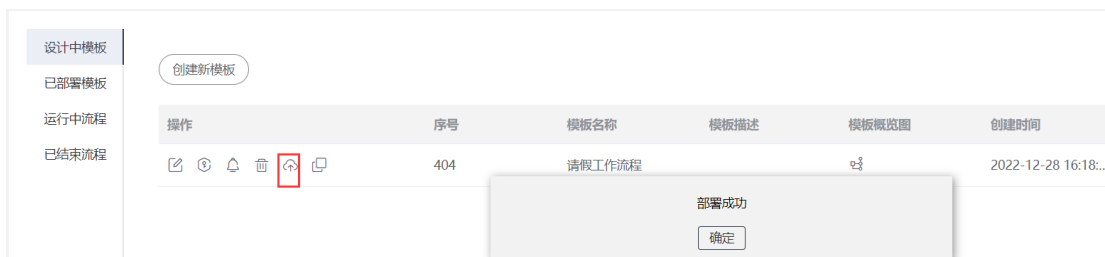 设计中模板
已部署模板
运行中流程
已结束流程
创建新模板
操作 序号 模板名称 模板描述 模板概览图 创建时间
404 请假工作流程 2022-12-28 16:18:...
部署成功
确定